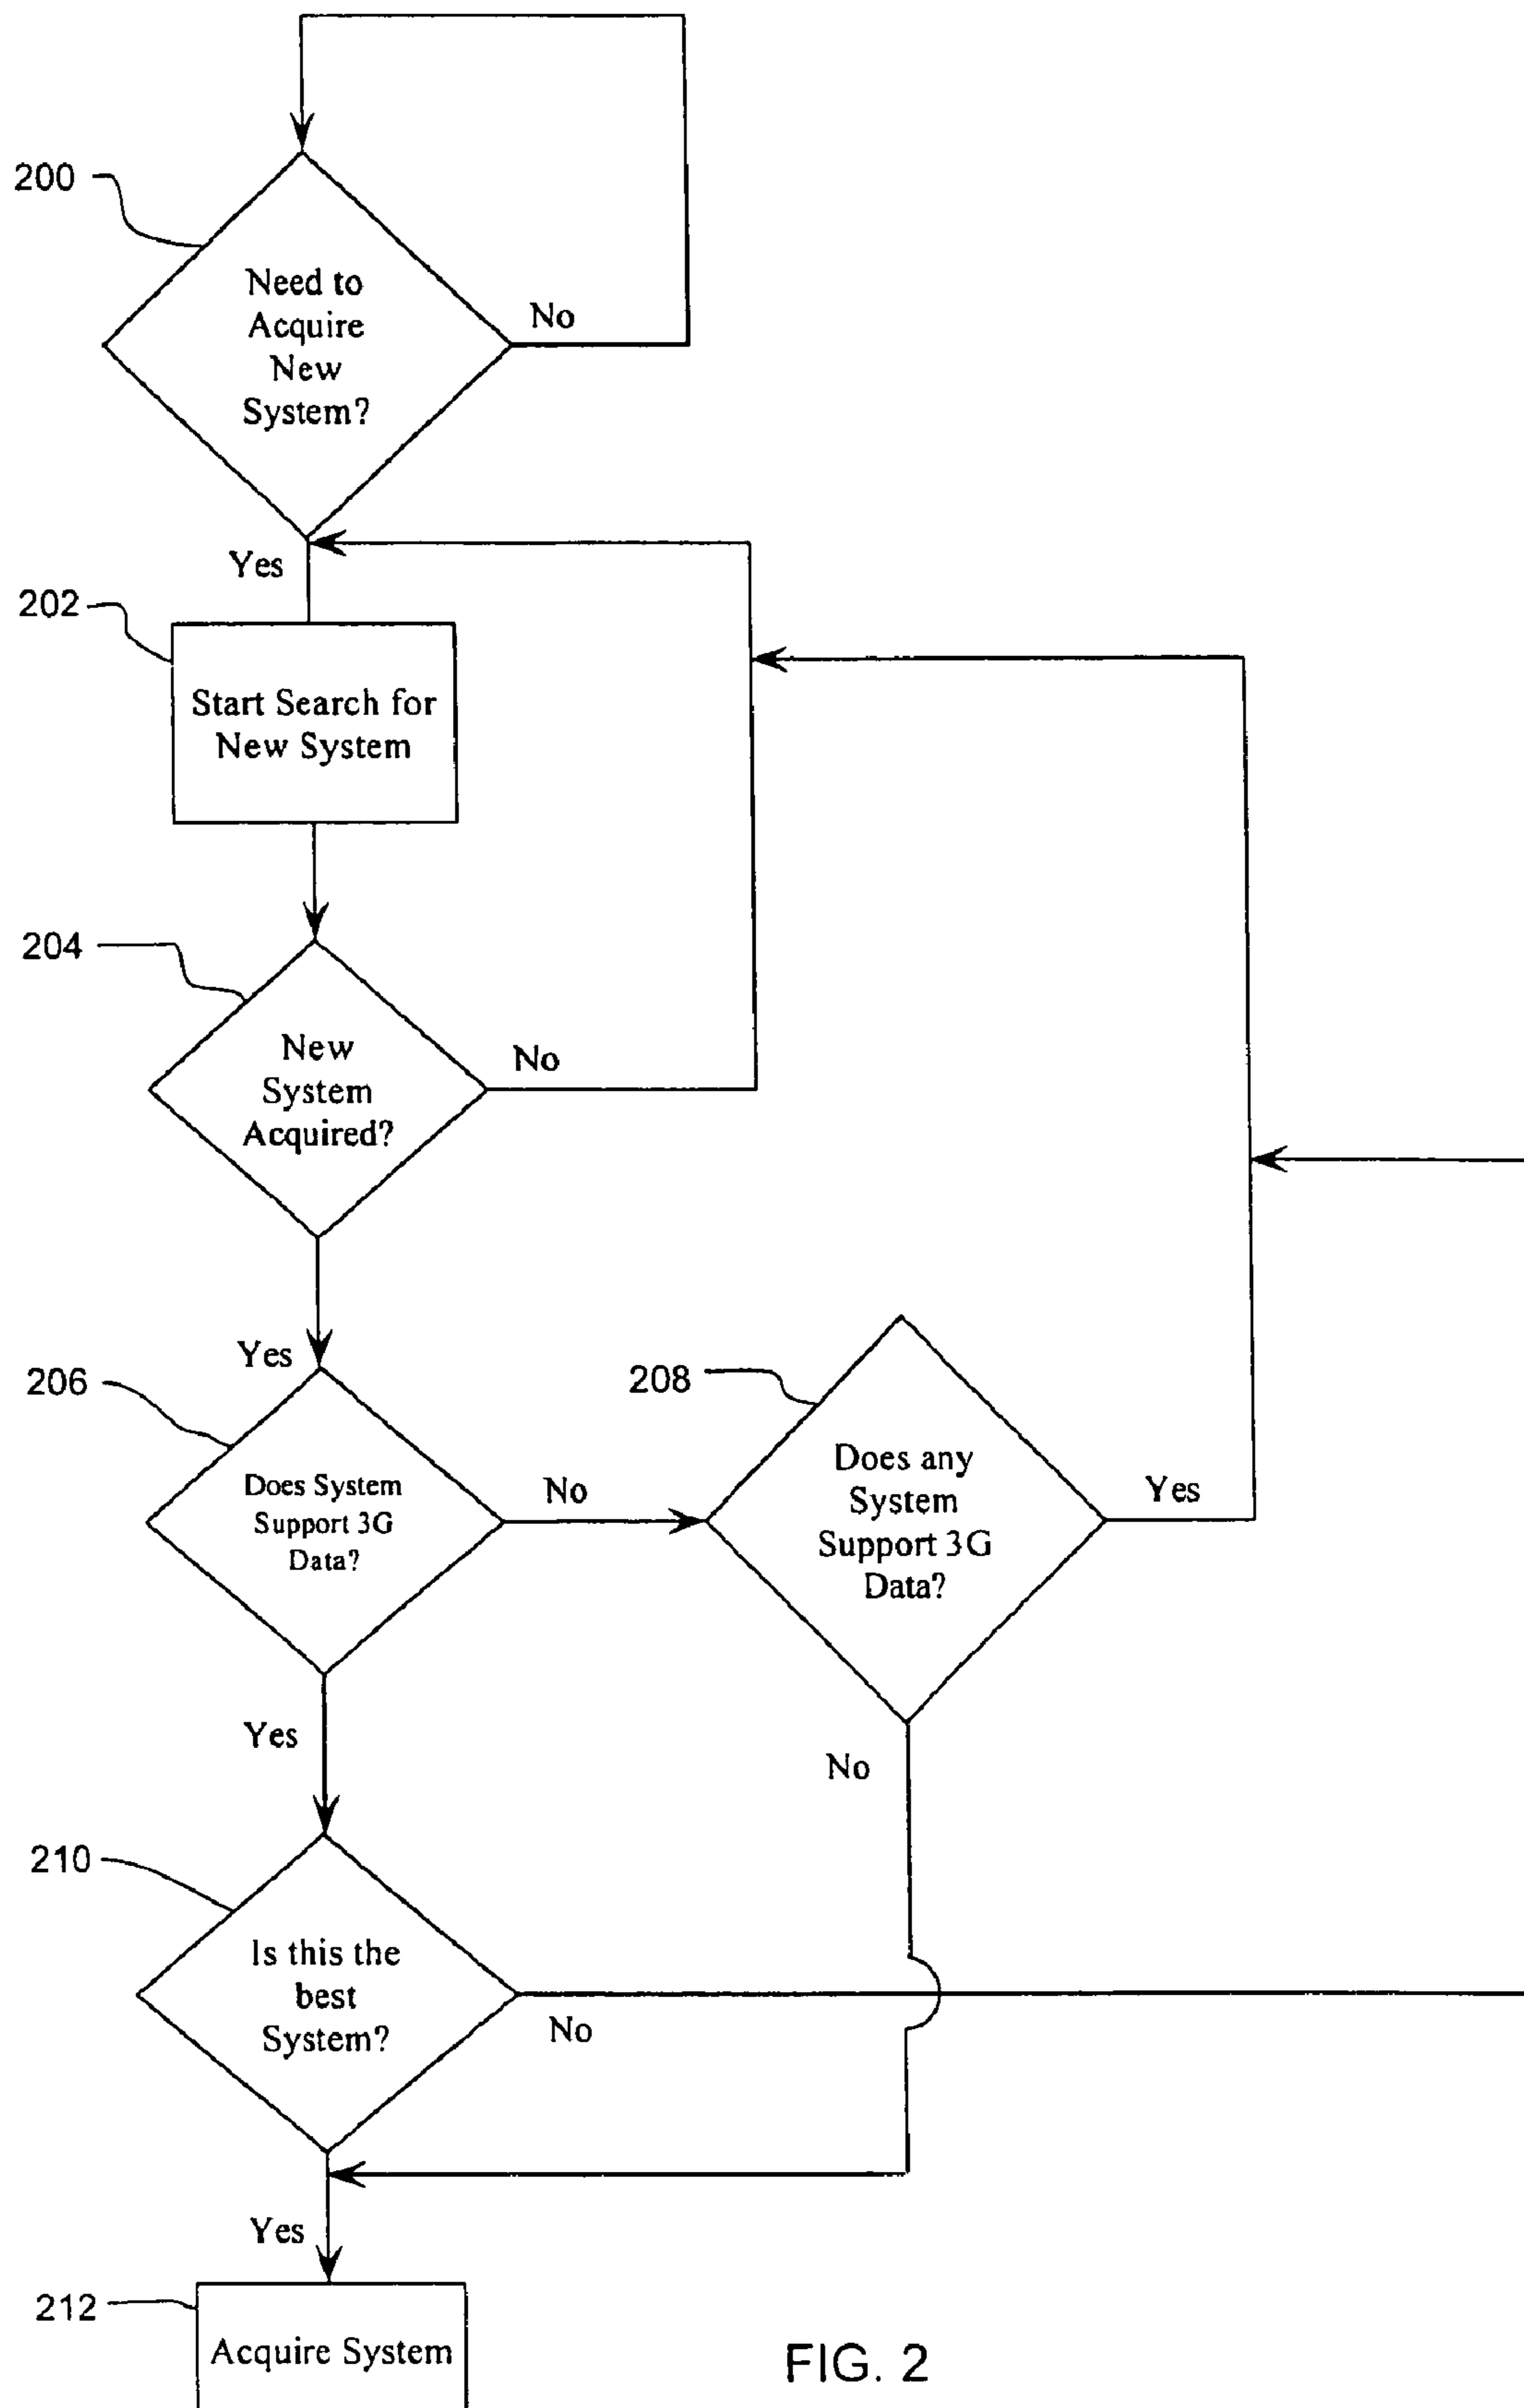 200
Need to
Acquire
New
System?
No
Yes
202
Start Search for
New System
204
New
System
Acquired?
No
Yes
206
Does System
Support 3G
Data?
No
208
Does any
System
Support 3G
Data?
Yes
Yes
No
210
Is this the
best
System?
No
Yes
212
Acquire System
FIG. 2